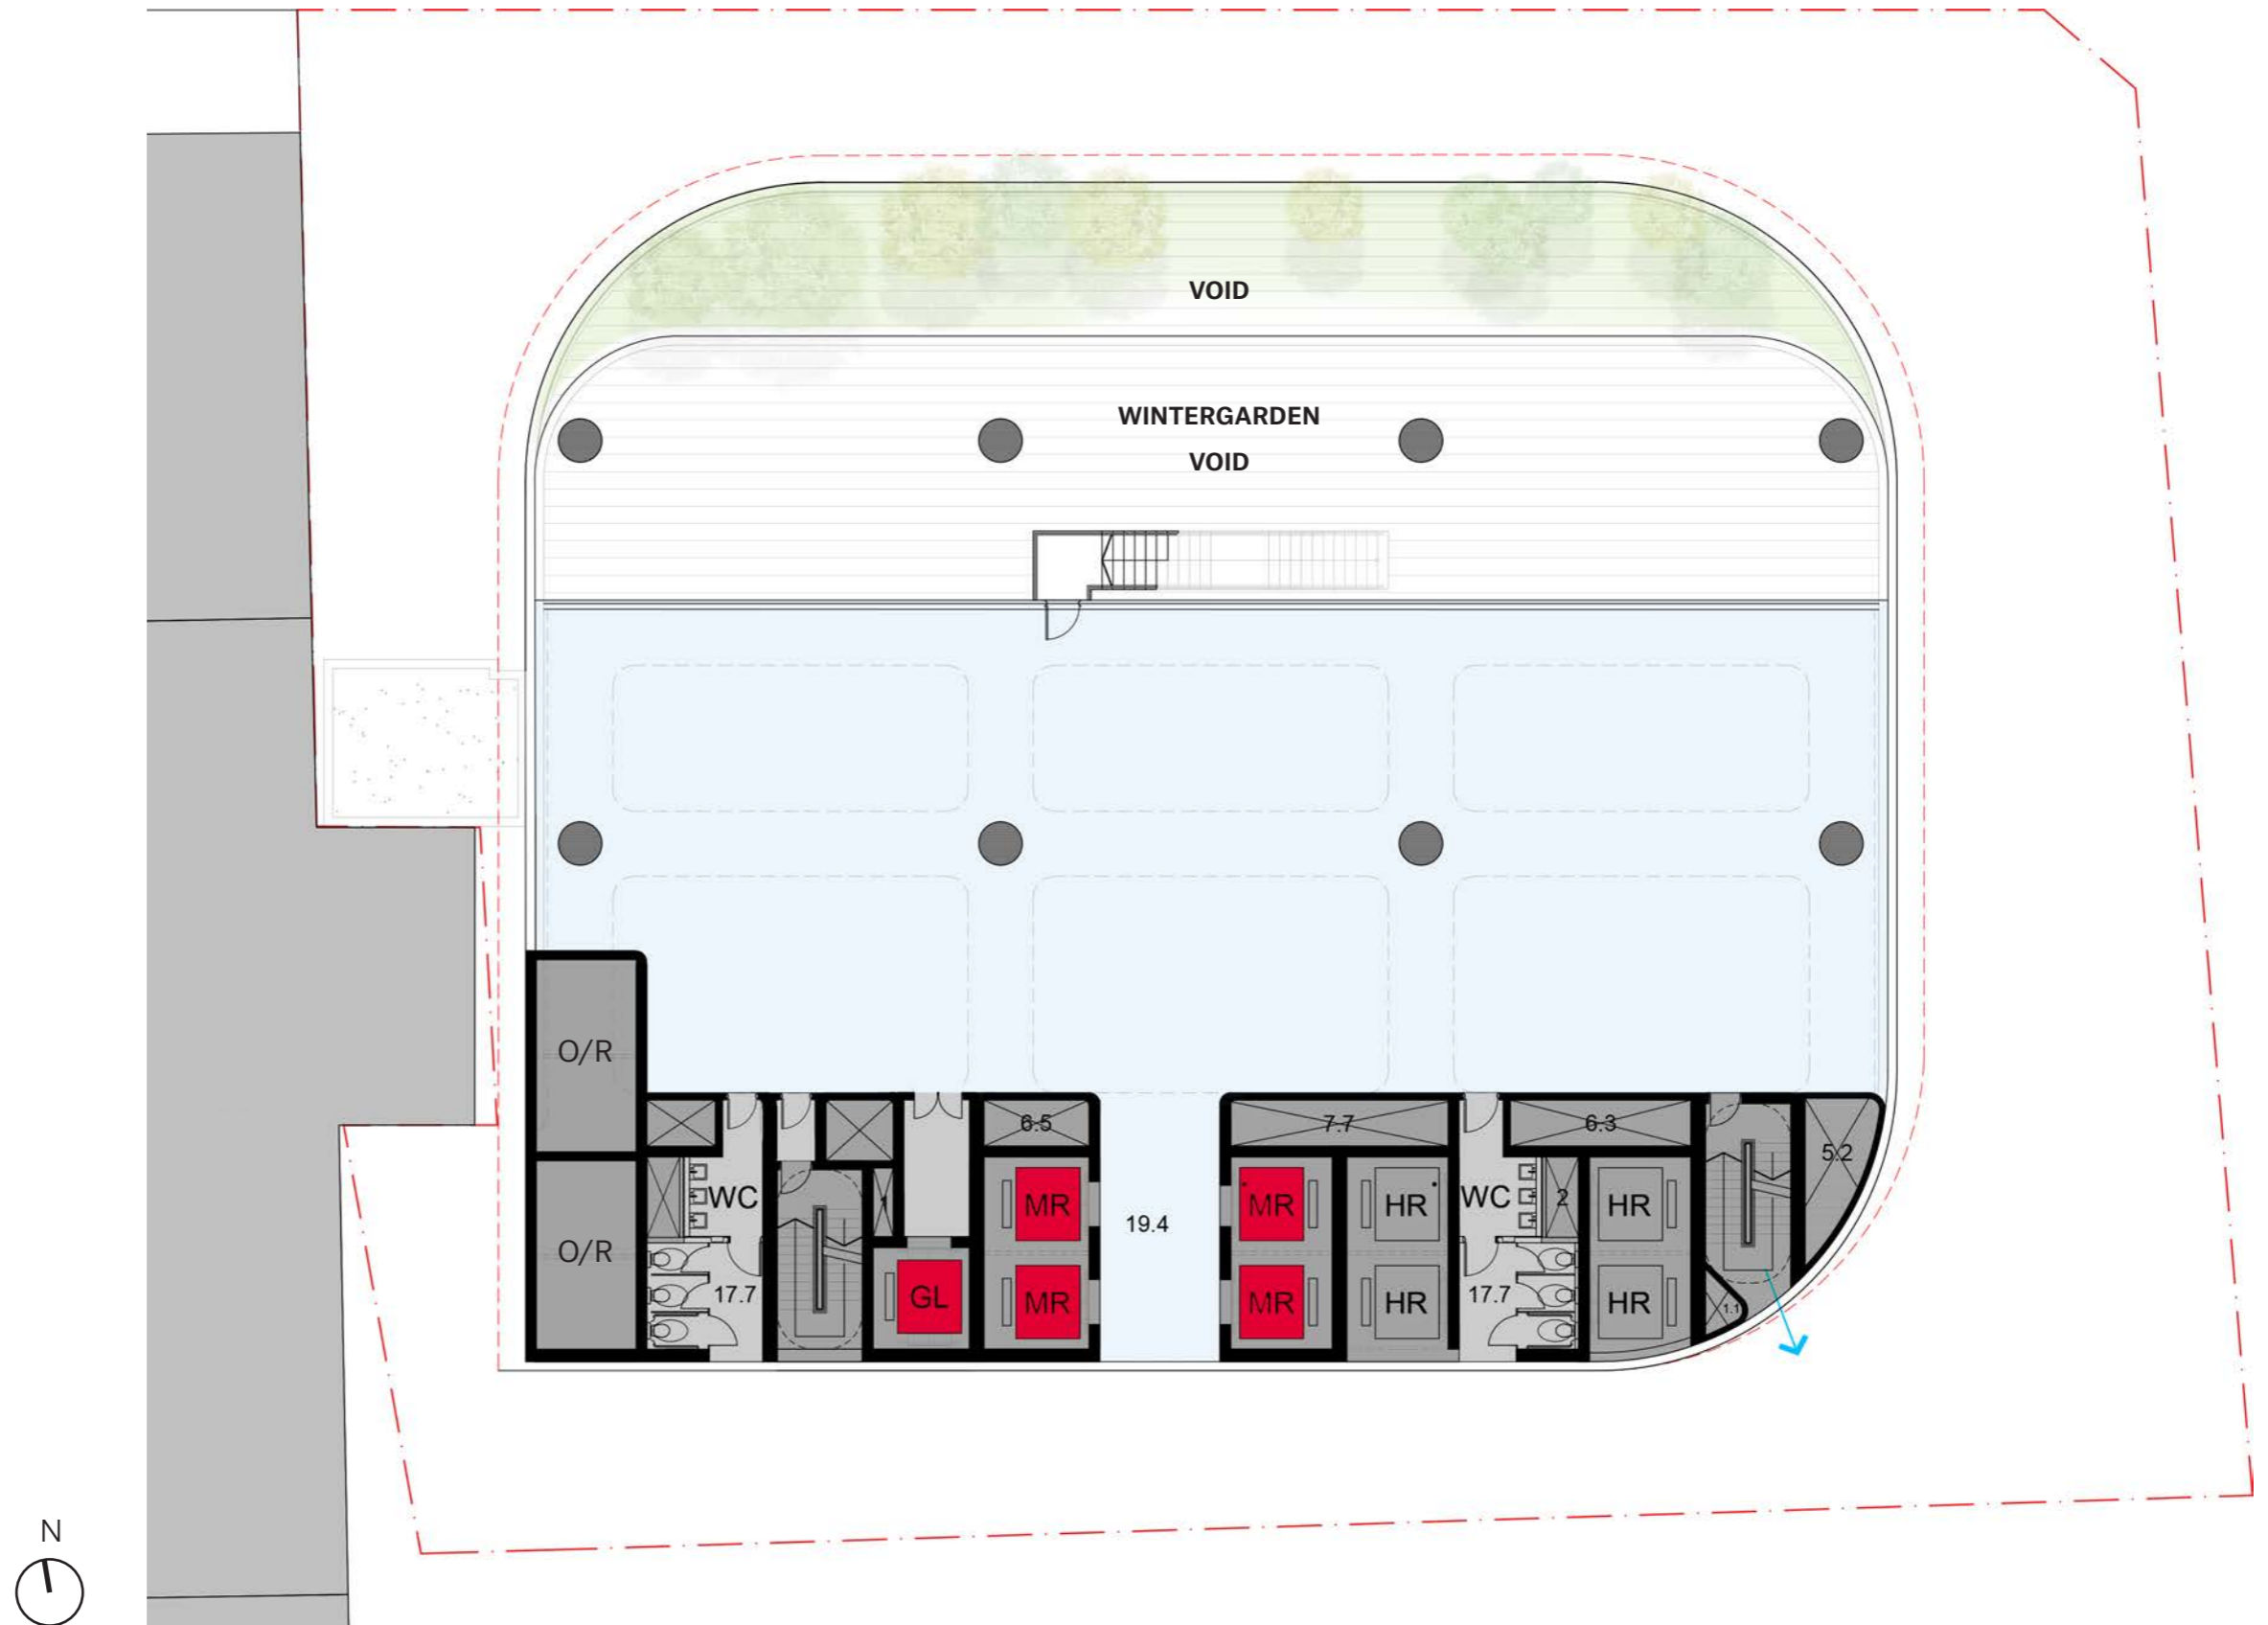 VOID
WINTERGARDEN
VOID
O/R
6.5
7.7
6.3
5.2
WC
1
MR
19.4
MR
HR
WC
2
HR
O/R
17.7
GL
MR
MR
HR
17.7
HR
1.1
N